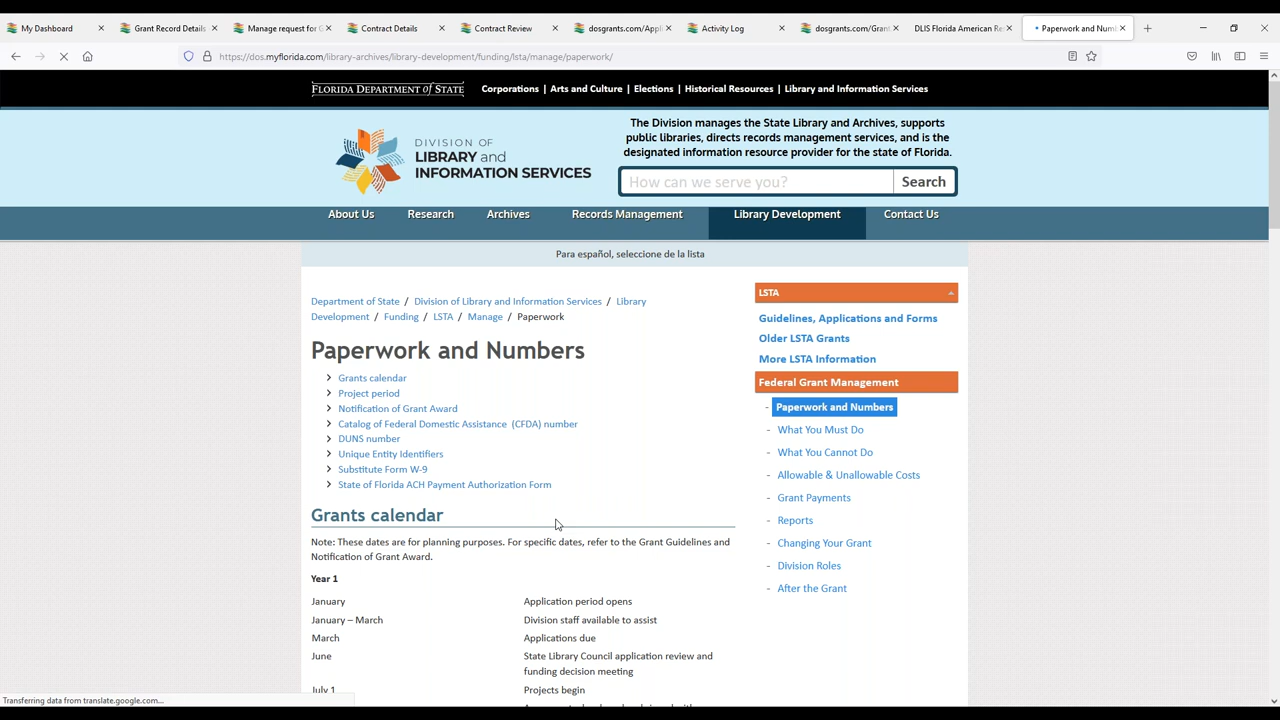 My Dashboard
Grant Record Details
Manage request for G
Contract Details
Contract Review
dosgrants.com/Appli
Activity Log
dosgrants.com/Grant
DLIS Florida American Re
Paperwork and Numb
https://dos.myflorida.com/library-archives/library-development/funding/lsta/manage/paperwork/
FLORIDA DEPARTMENT of STATE
Corporations | Arts and Culture | Elections | Historical Resources | Library and Information Services
DIVISION OF
LIBRARY and
INFORMATION SERVICES
The Division manages the State Library and Archives, supports
public libraries, directs records management services, and is the
designated information resource provider for the state of Florida.
How can we serve you?
Search
About Us
Research
Archives
Records Management
Library Development
Contact Us
Para español, seleccione de la lista
Department of State / Division of Library and Information Services / Library
Development / Funding / LSTA / Manage / Paperwork
Paperwork and Numbers
Grants calendar
Project period
Notification of Grant Award
Catalog of Federal Domestic Assistance (CFDA) number
DUNS number
Unique Entity Identifiers
Substitute Form W-9
State of Florida ACH Payment Authorization Form
Grants calendar
Note: These dates are for planning purposes. For specific dates, refer to the Grant Guidelines and
Notification of Grant Award.
Year 1
January Application period opens
January – March Division staff available to assist
March Applications due
June State Library Council application review and
funding decision meeting
July 1 Projects begin
LSTA
Guidelines, Applications and Forms
Older LSTA Grants
More LSTA Information
Federal Grant Management
- Paperwork and Numbers
- What You Must Do
- What You Cannot Do
- Allowable & Unallowable Costs
- Grant Payments
- Reports
- Changing Your Grant
- Division Roles
- After the Grant
Transferring data from translate.google.com...